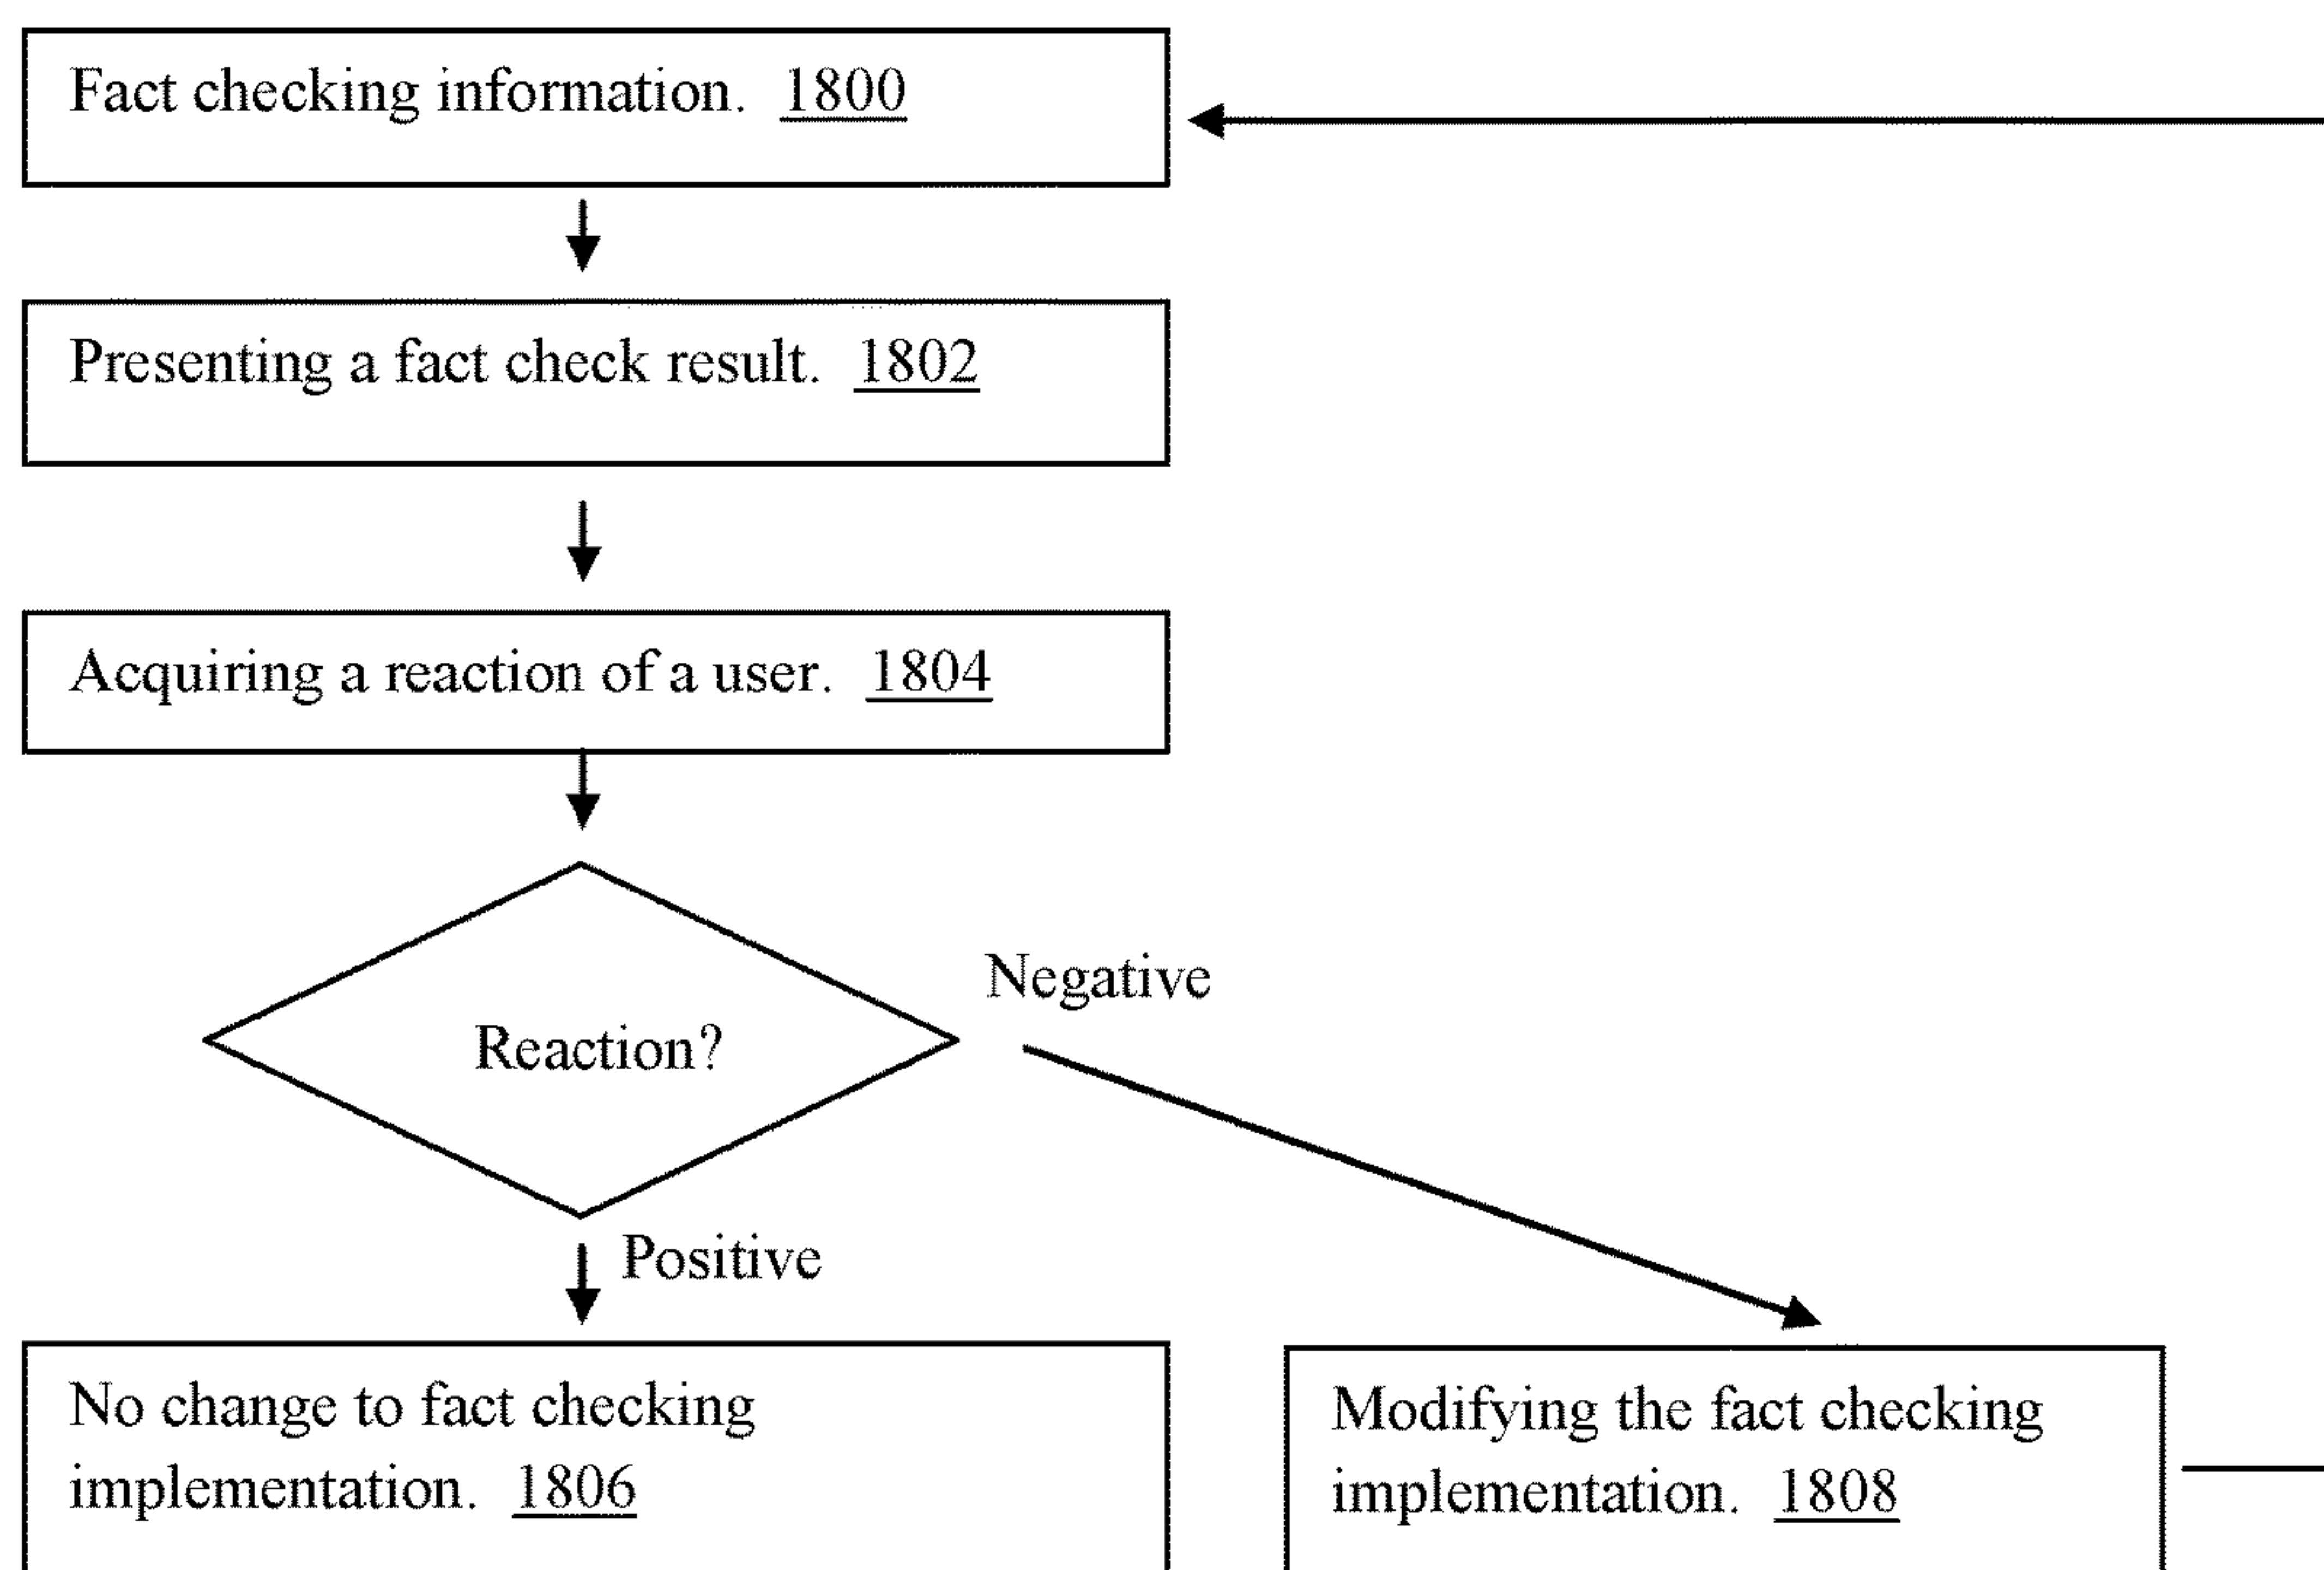 Fact checking information. 1800
Presenting a fact check result. 1802
Acquiring a reaction of a user. 1804
Negative
Reaction?
Positive
No change to fact checking
implementation. 1806
Modifying the fact checking
implementation. 1808